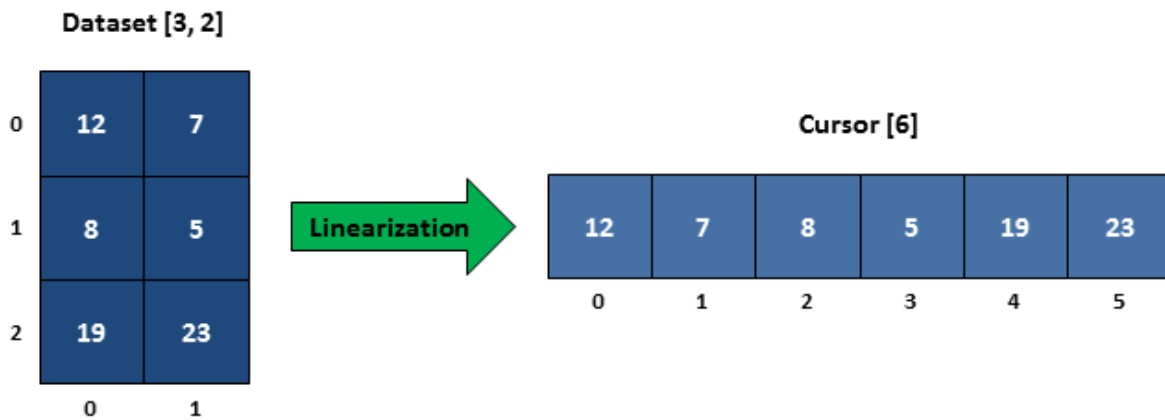 Dataset [3, 2]
0 12 7
1 8 5
2 19 23
0 1
Linearization
Cursor [6]
12 7 8 5 19 23
0 1 2 3 4 5